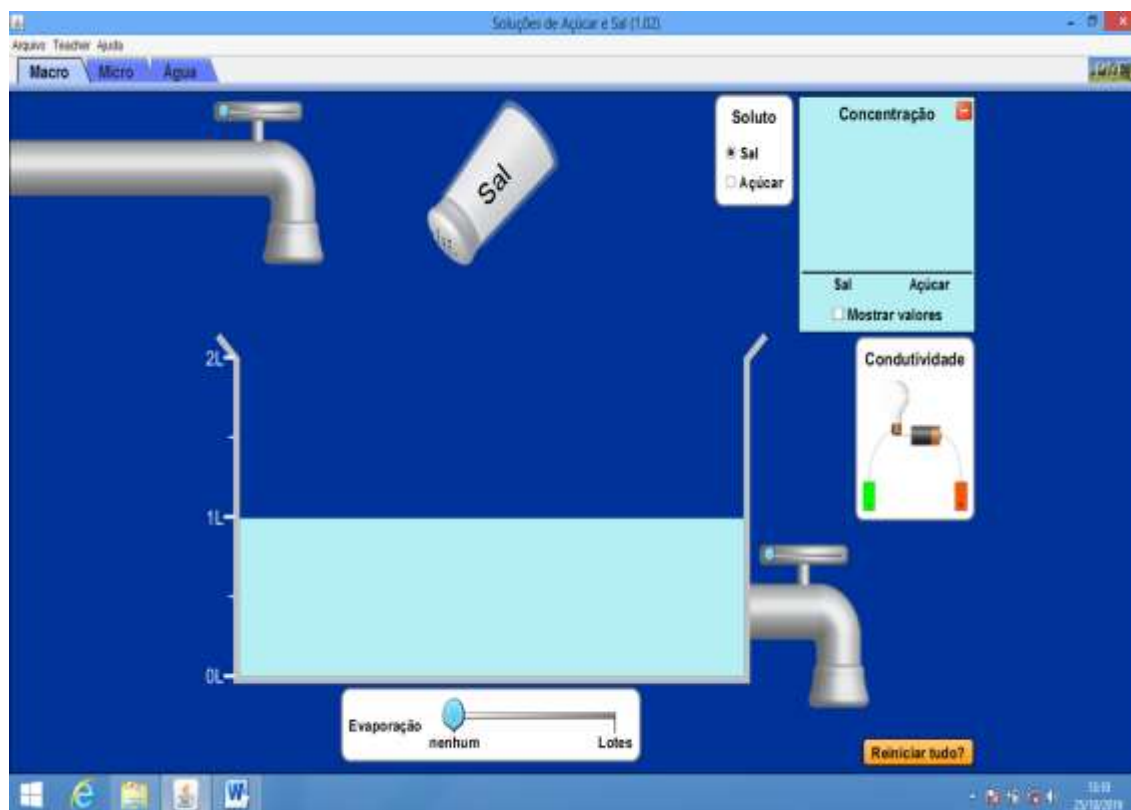 Soluções de Açúcar e Sal (1.02)
Arquivo Teacher Ajuda
Macro Micro Água
Soluto
Sal
Açúcar
Concentração
Sal Açúcar
Mostrar valores
Sal
2L
1L
0L
Condutividade
Evaporação
nenhum Lotes
Reiniciar tudo?